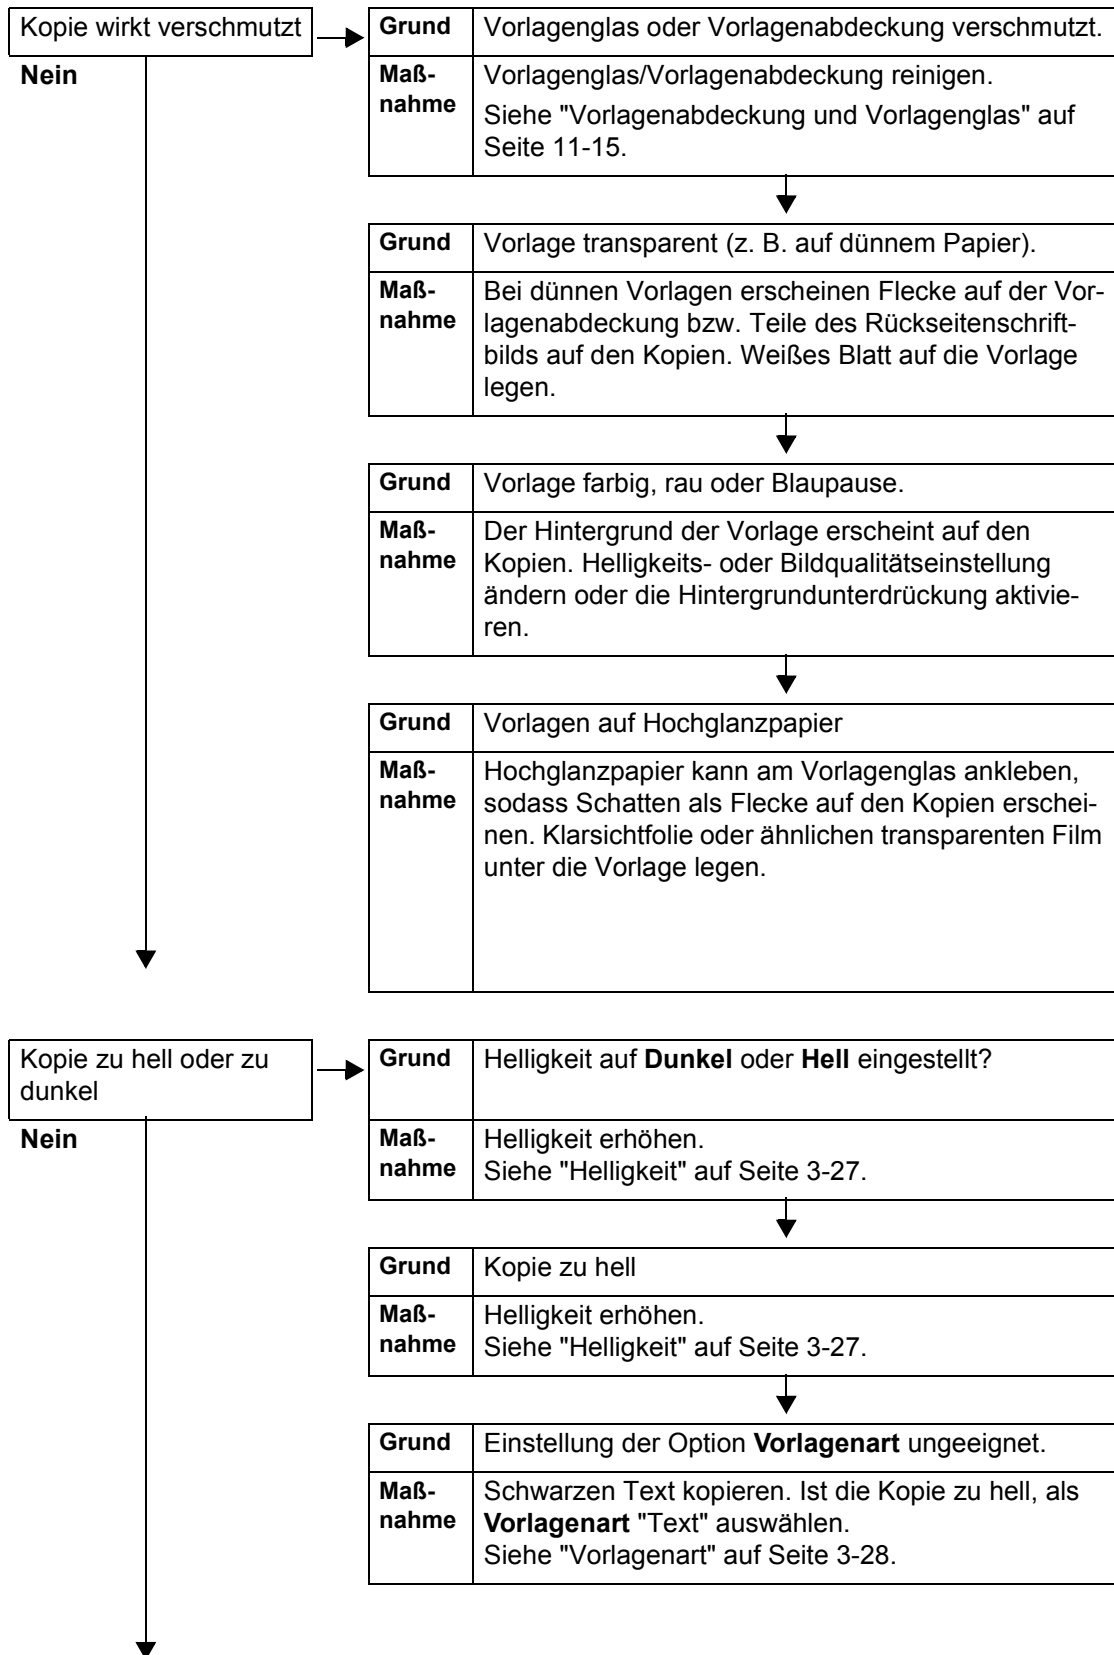 Kopie wirkt verschmutzt
Nein
Grund
Vorlagenglas oder Vorlagenabdeckung verschmutzt.
Maß-
nahme
Vorlagenglas/Vorlagenabdeckung reinigen.
Siehe "Vorlagenabdeckung und Vorlagenglas" auf
Seite 11-15.
Grund
Vorlage transparent (z. B. auf dünnem Papier).
Maß-
nahme
Bei dünnen Vorlagen erscheinen Flecke auf der Vor-
lagenabdeckung bzw. Teile des Rückseitenschrift-
bilds auf den Kopien. Weißes Blatt auf die Vorlage
legen.
Grund
Vorlage farbig, rau oder Blaupause.
Maß-
nahme
Der Hintergrund der Vorlage erscheint auf den
Kopien. Helligkeits- oder Bildqualitätseinstellung
ändern oder die Hintergrundunterdrückung aktivie-
ren.
Grund
Vorlagen auf Hochglanzpapier
Maß-
nahme
Hochglanzpapier kann am Vorlagenglas ankleben,
sodass Schatten als Flecke auf den Kopien erschei-
nen. Klarsichtfolie oder ähnlichen transparenten Film
unter die Vorlage legen.
Kopie zu hell oder zu
dunkel
Nein
Grund
Helligkeit auf Dunkel oder Hell eingestellt?
Maß-
nahme
Helligkeit erhöhen.
Siehe "Helligkeit" auf Seite 3-27.
Grund
Kopie zu hell
Maß-
nahme
Helligkeit erhöhen.
Siehe "Helligkeit" auf Seite 3-27.
Grund
Einstellung der Option Vorlagenart ungeeignet.
Maß-
nahme
Schwarzen Text kopieren. Ist die Kopie zu hell, als
Vorlagenart "Text" auswählen.
Siehe "Vorlagenart" auf Seite 3-28.